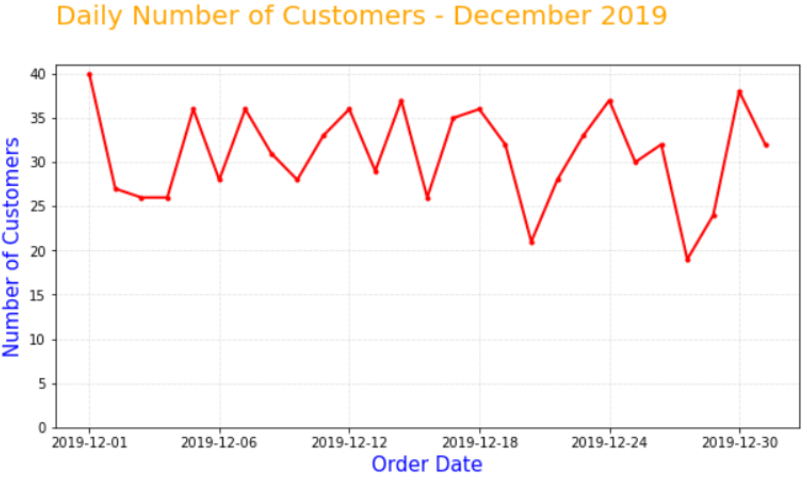 Daily Number of Customers - December 2019
Number of Customers
40
35
30
25
20
15
10
5
0
2019-12-01 2019-12-06 2019-12-12 2019-12-18 2019-12-24 2019-12-30
Order Date